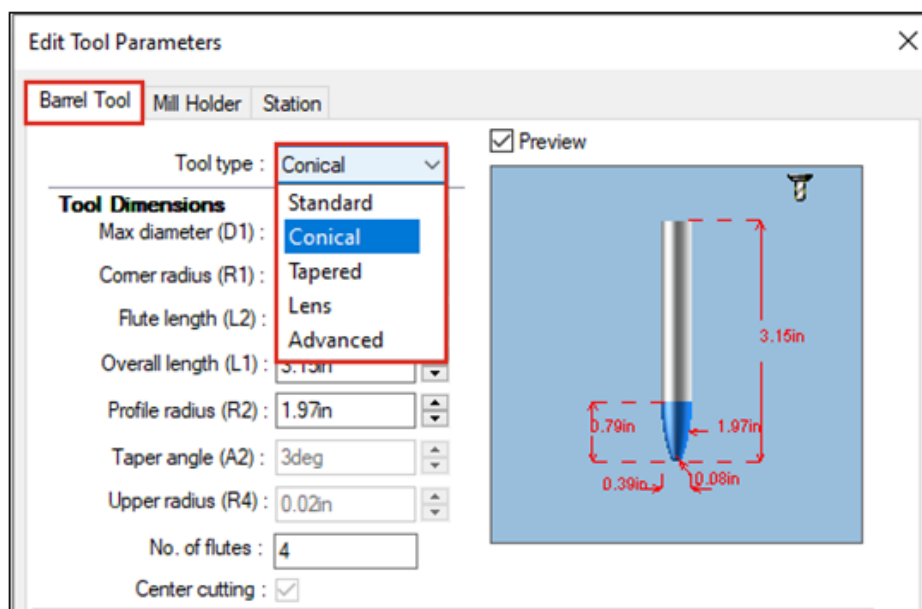 Edit Tool Parameters
Barrel Tool Mill Holder Station
Tool type : Conical
Preview
Standard
Conical
Tapered
Lens
Advanced
Tool Dimensions
Max diameter (D1) :
Corner radius (R1) :
Flute length (L2) :
Overall length (L1) : 3.15in
Profile radius (R2) : 1.97in
Taper angle (A2) : 3deg
Upper radius (R4) : 0.02in
No. of flutes : 4
Center cutting :
3.15in
0.79in
1.97in
0.39in
0.08in